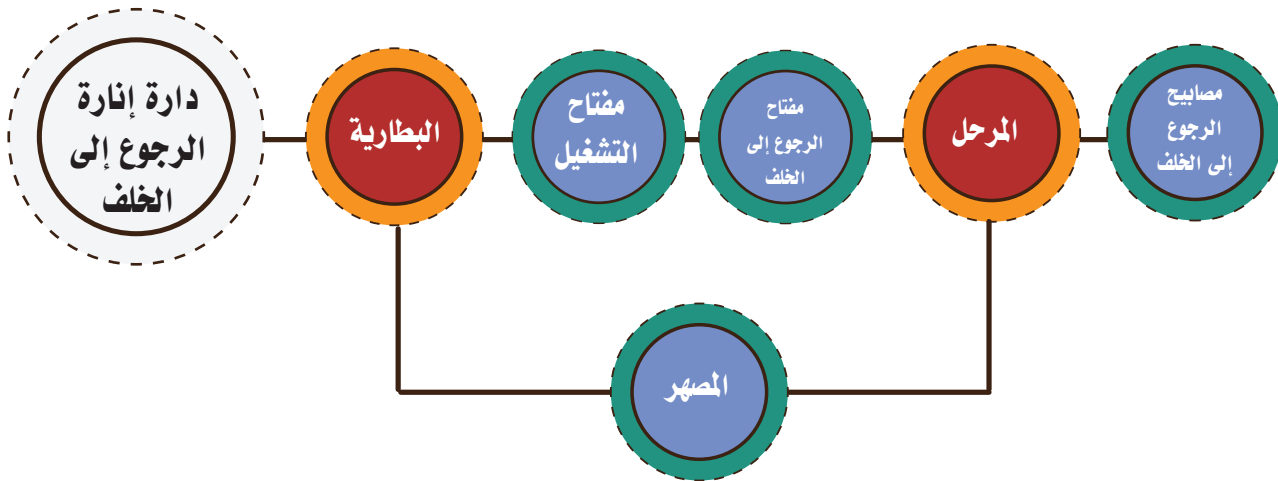 دارة إنارة
الرجوع إلى
الخلف
البطارية
مفتاح
التشغيل
مفتاح
الرجوع إلى
الخلف
المرحل
مصابيح
الرجوع
إلى الخلف
المصهر